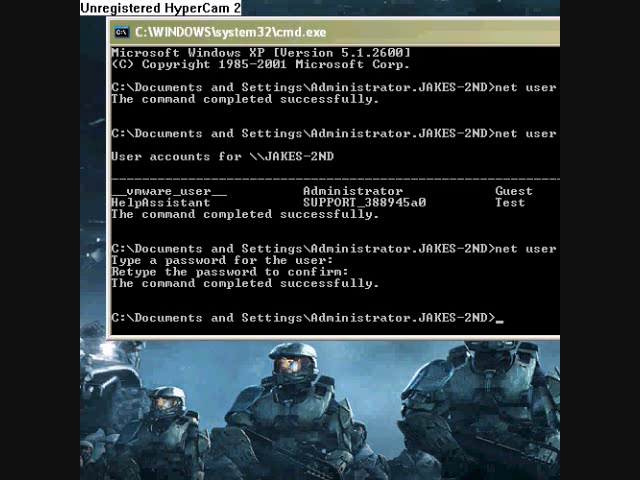 Unregistered HyperCam 2
C:\WINDOWS\system32\cmd.exe
Microsoft Windows XP [Version 5.1.2600]
(C) Copyright 1985-2001 Microsoft Corp.
C:\Documents and Settings\Administrator.JAKES-2ND>net user
The command completed successfully.
C:\Documents and Settings\Administrator.JAKES-2ND>net user
User accounts for \\JAKES-2ND
-------------------------------------------------------------------------------
__vmware_user__ Administrator Guest
HelpAssistant SUPPORT_388945a0 Test
The command completed successfully.
C:\Documents and Settings\Administrator.JAKES-2ND>net user
Type a password for the user:
Retype the password to confirm:
The command completed successfully.
C:\Documents and Settings\Administrator.JAKES-2ND>_